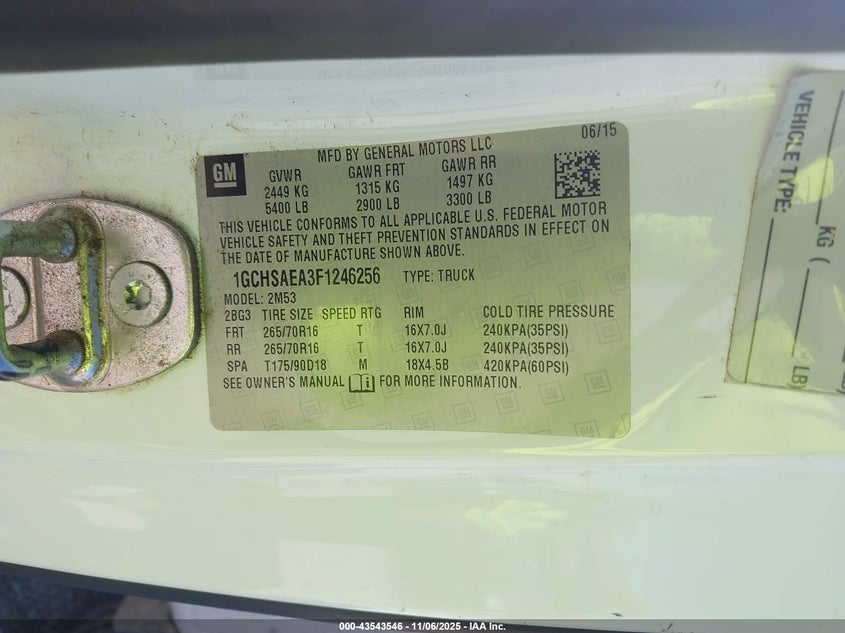 06/15
GM
MFD BY GENERAL MOTORS LLC
GVWR GAWR FRT GAWR RR
2449 KG 1315 KG 1497 KG
5400 LB 2900 LB 3300 LB
THIS VEHICLE CONFORMS TO ALL APPLICABLE U.S. FEDERAL MOTOR
VEHICLE SAFETY AND THEFT PREVENTION STANDARDS IN EFFECT ON
THE DATE OF MANUFACTURE SHOWN ABOVE.
1GCHSAEA3F1246256 TYPE: TRUCK
MODEL: 2M53
2BG3 TIRE SIZE SPEED RTG RIM COLD TIRE PRESSURE
FRT 265/70R16 T 16X7.0J 240KPA(35PSI)
RR 265/70R16 T 16X7.0J 240KPA(35PSI)
SPA T175/90D18 M 18X4.5B 420KPA(60PSI)
SEE OWNER'S MANUAL FOR MORE INFORMATION.
VEHICLE TYPE:
KG (
LB
000-43543546 - 11/06/2025 - IAA Inc.